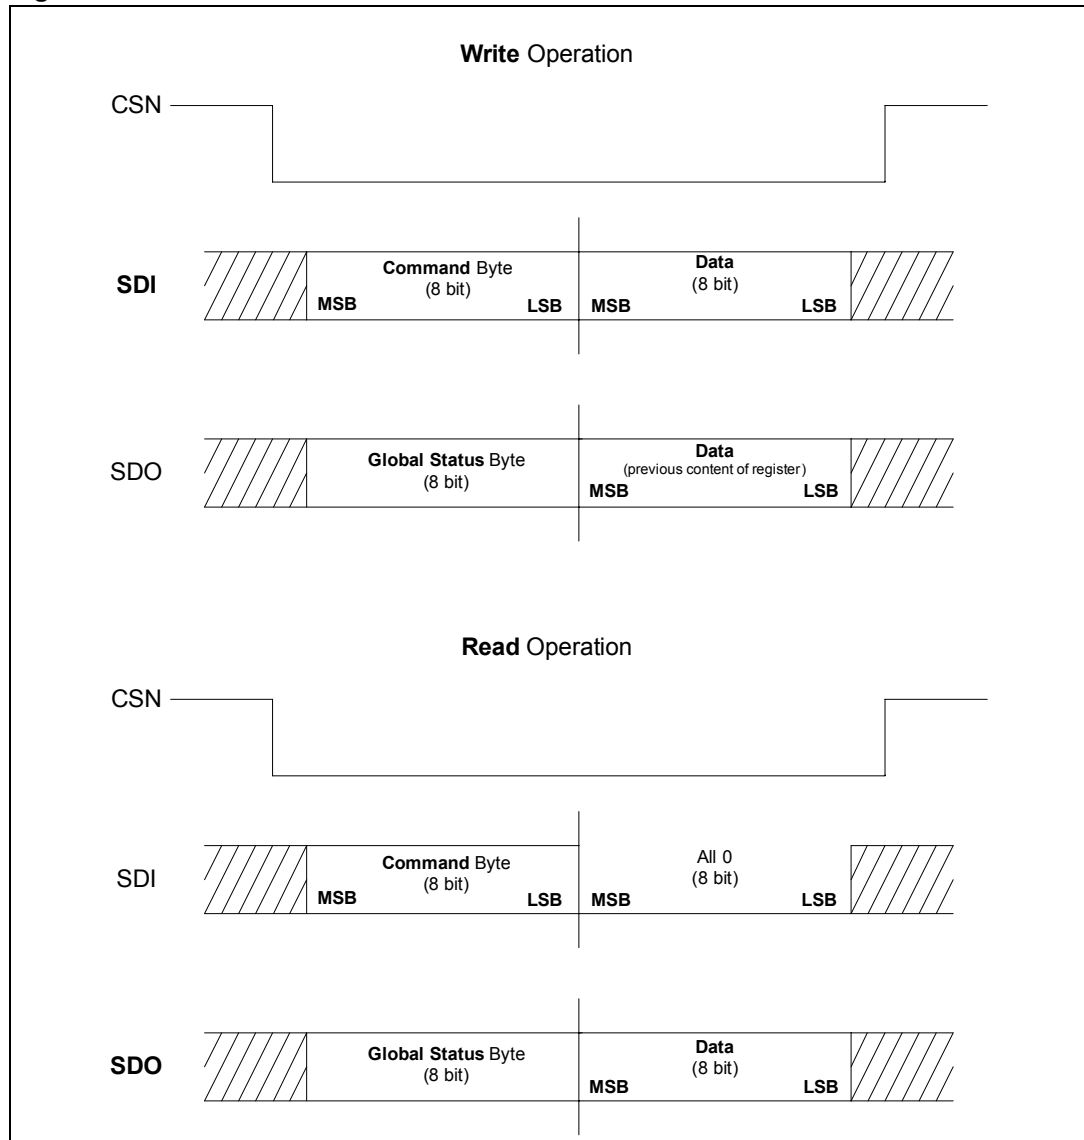 Write Operation
CSN
SDI
Command Byte
(8 bit)
MSB
LSB
Data
(8 bit)
MSB
LSB
SDO
Global Status Byte
(8 bit)
Data
(previous content of register)
MSB
LSB
Read Operation
CSN
SDI
Command Byte
(8 bit)
MSB
LSB
All 0
(8 bit)
MSB
LSB
SDO
Global Status Byte
(8 bit)
Data
(8 bit)
MSB
LSB